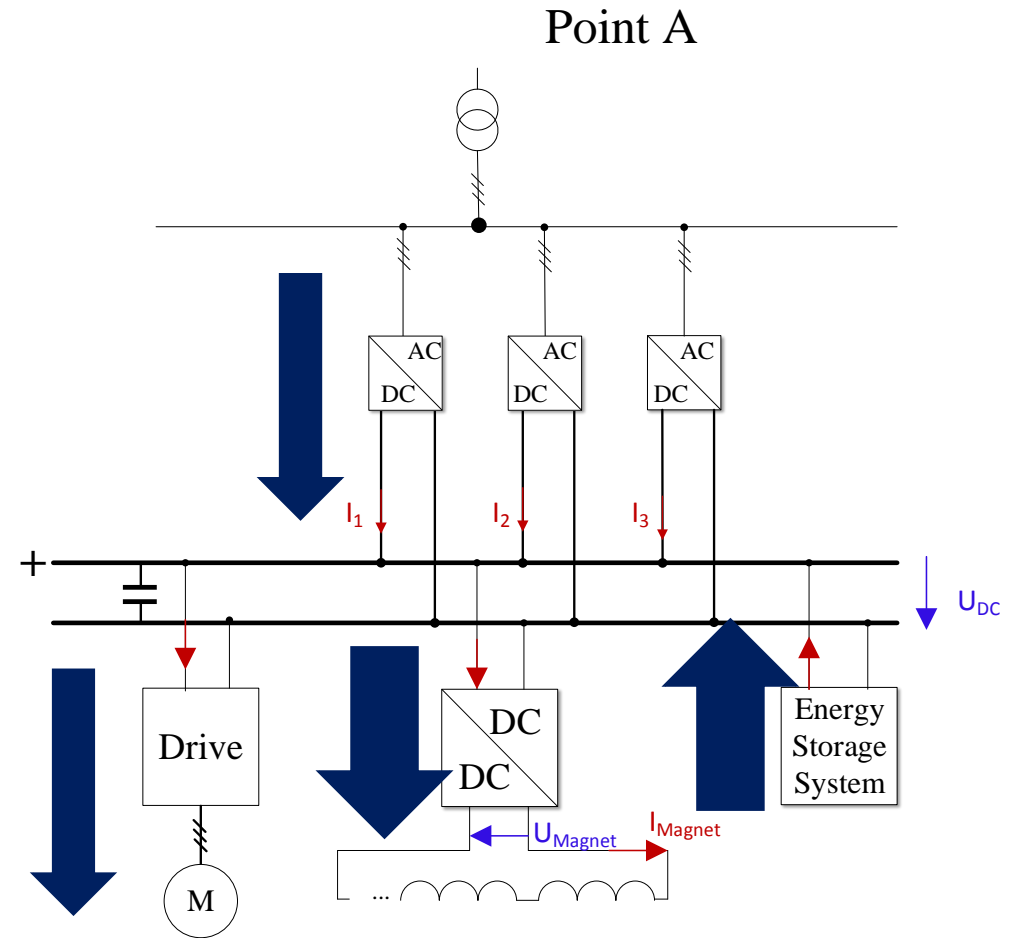 Point A
AC
DC
AC
DC
AC
DC
I1
I2
I3
+
UDC
Drive
DC
DC
Energy
Storage
System
UMagnet
IMagnet
...
M